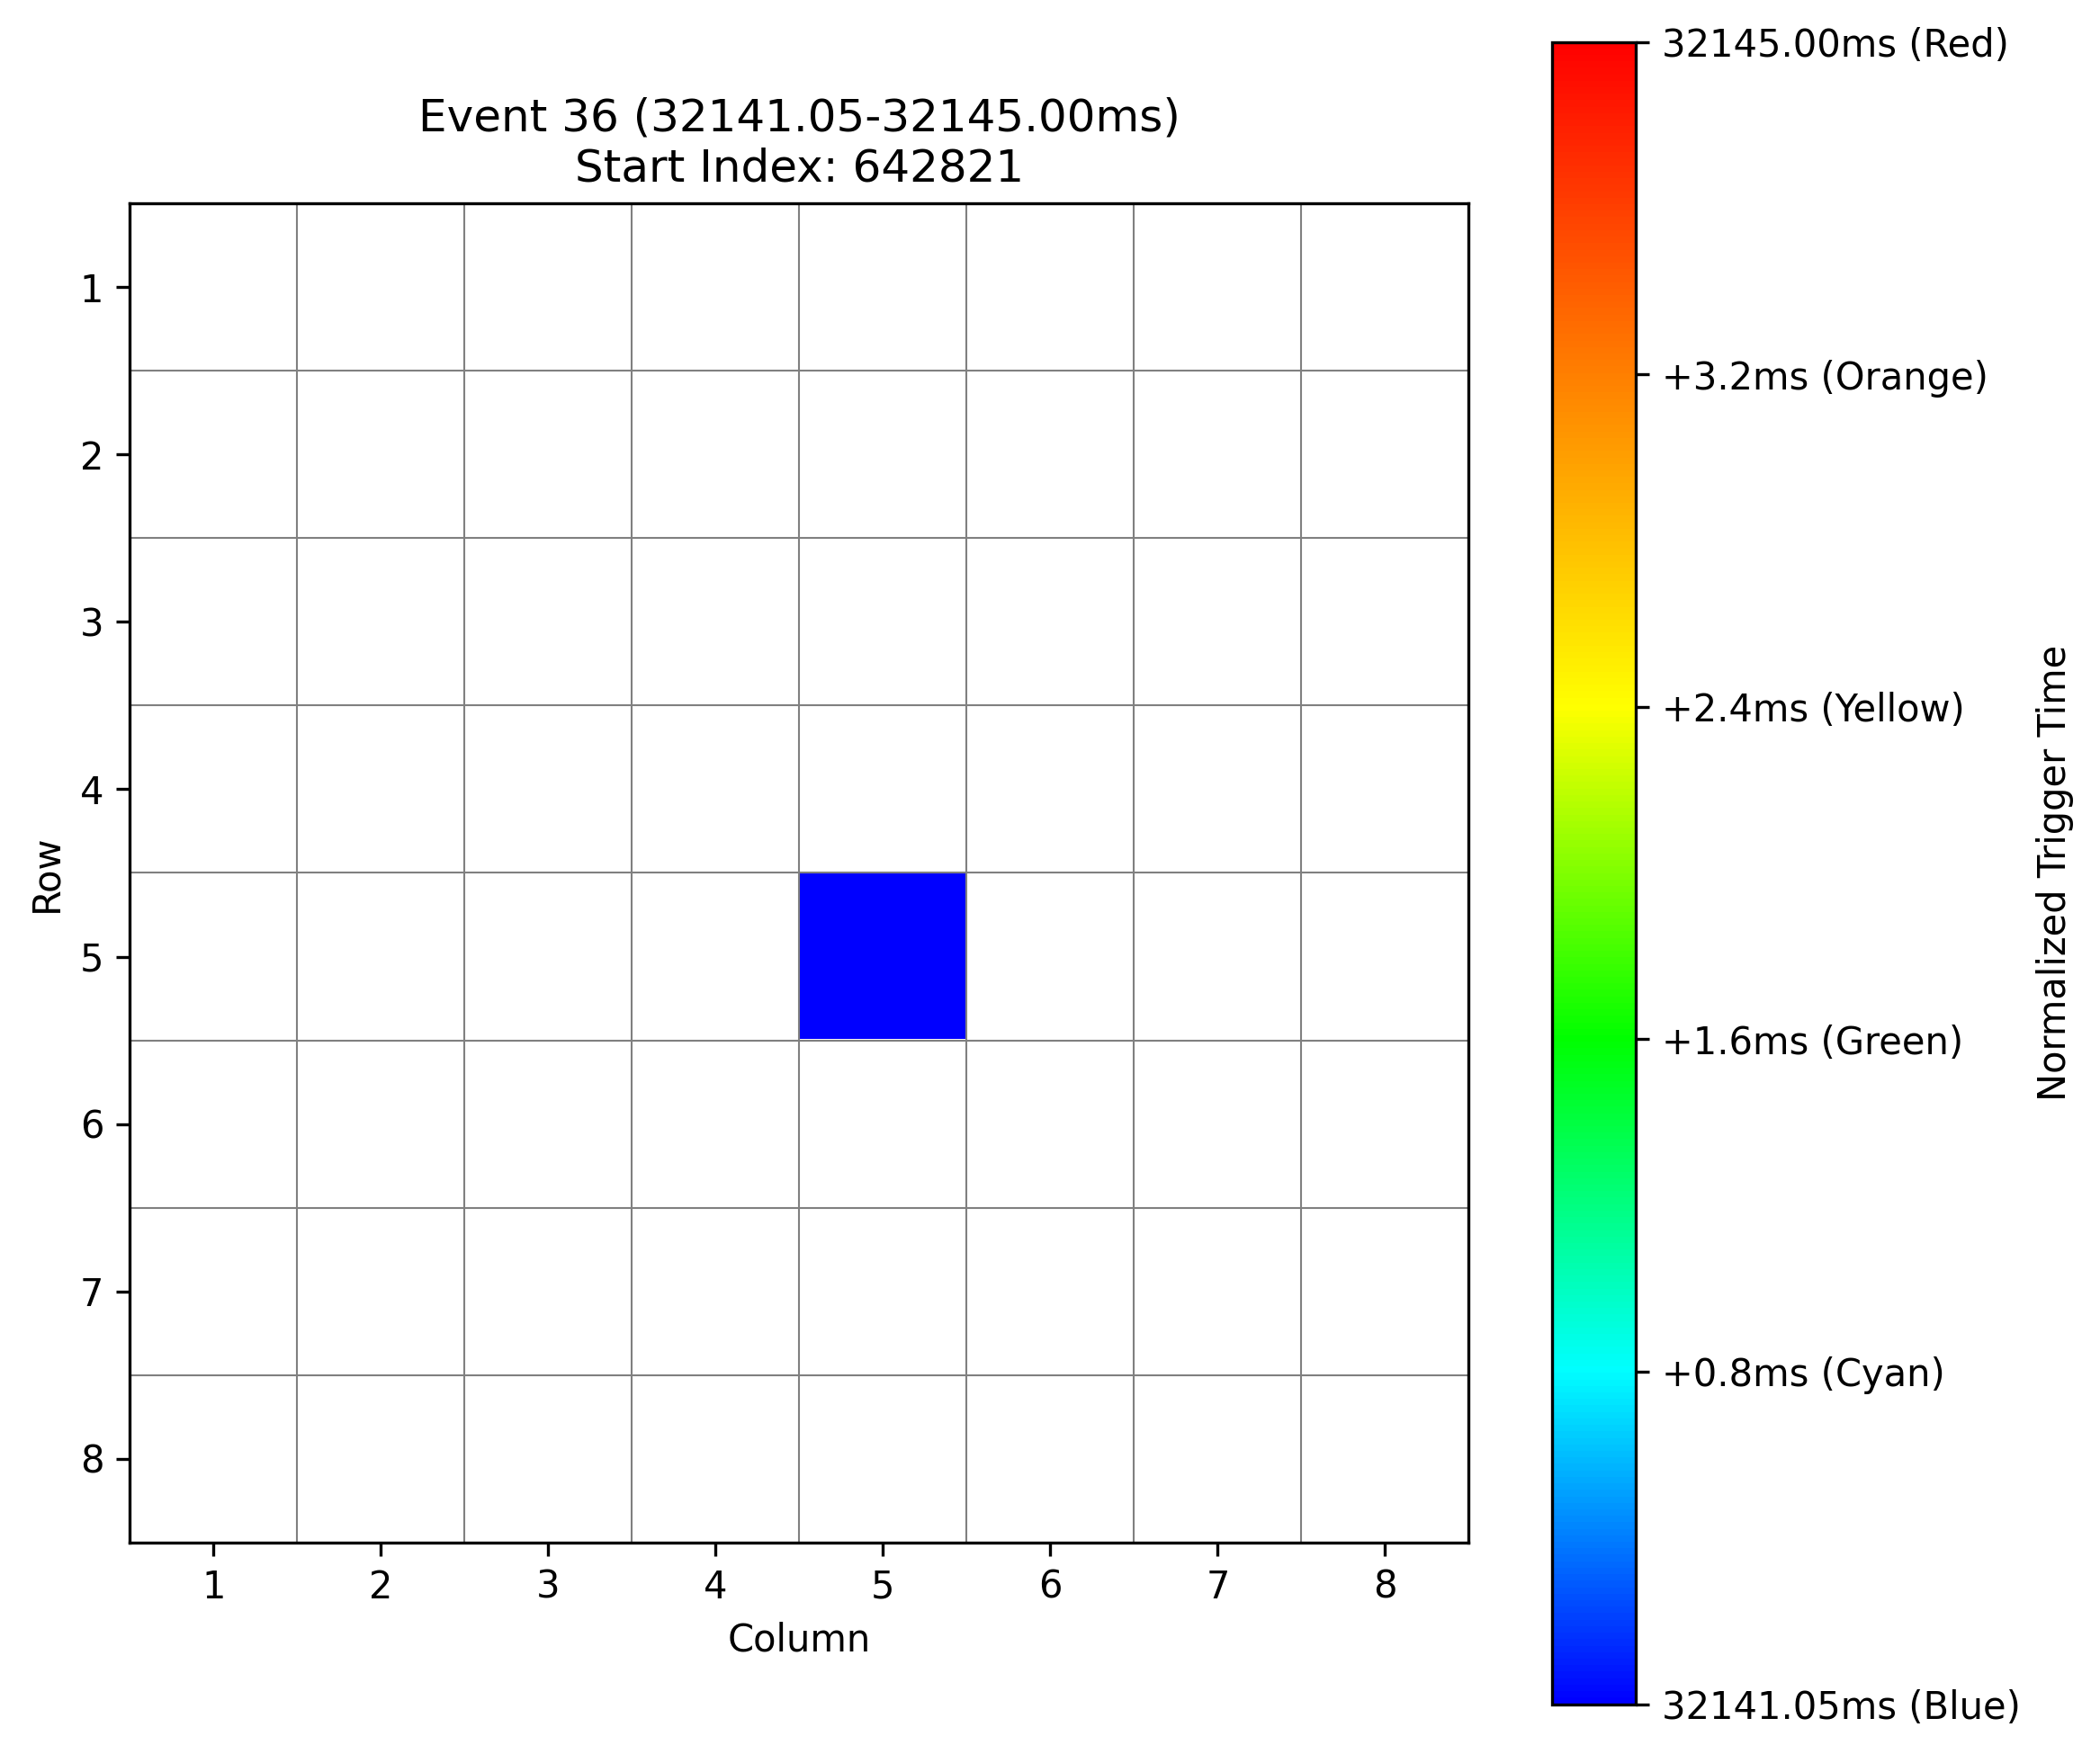 Event 36 (32141.05-32145.00ms)
Start Index: 642821
Row
1
2
3
4
5
6
7
8
1 2 3 4 5 6 7 8
Column
32145.00ms (Red)
+3.2ms (Orange)
+2.4ms (Yellow)
+1.6ms (Green)
+0.8ms (Cyan)
32141.05ms (Blue)
Normalized Trigger Time